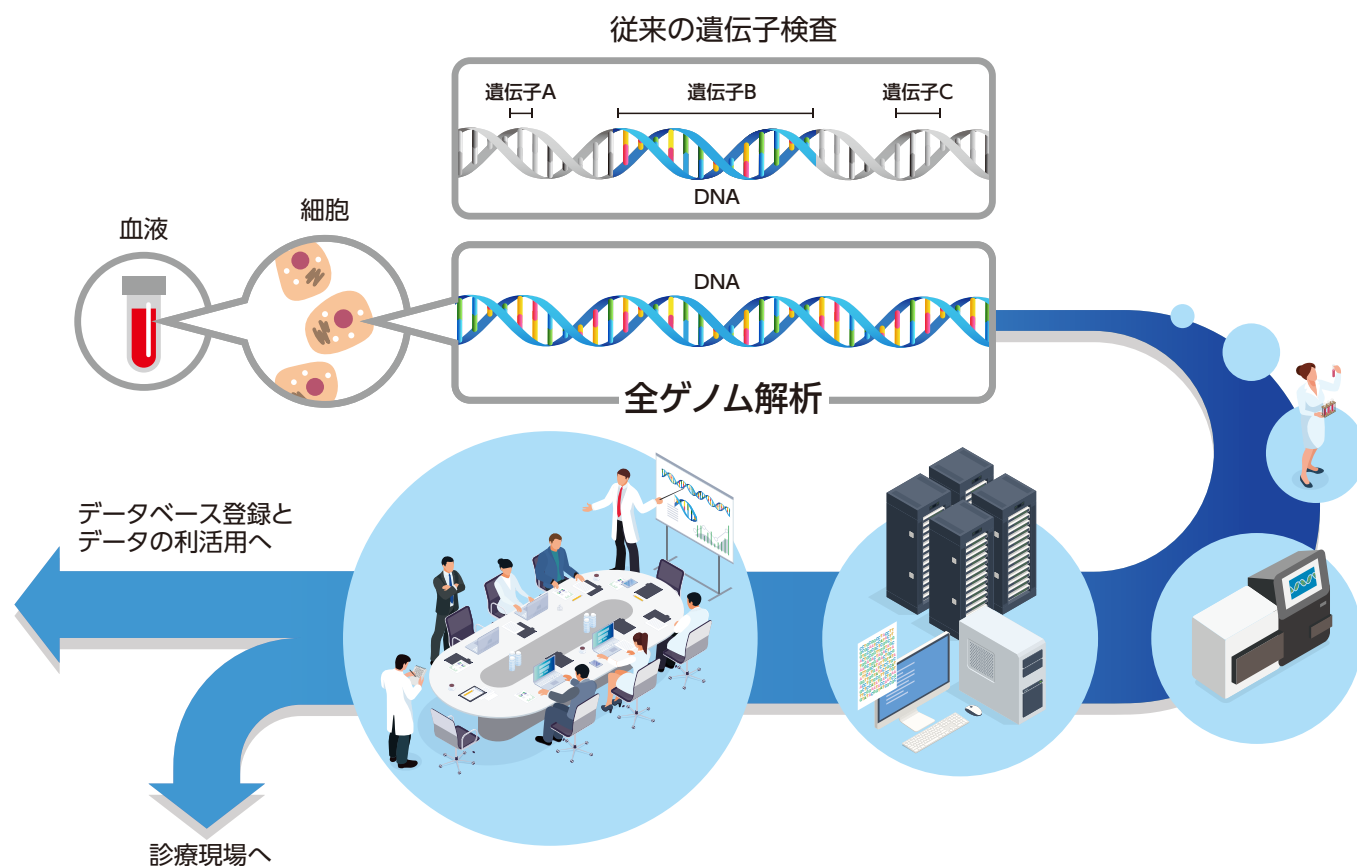 従来の遺伝子検査
遺伝子A
遺伝子B
遺伝子C
DNA
血液
細胞
DNA
全ゲノム解析
データベース登録と
データの利活用へ
診療現場へ